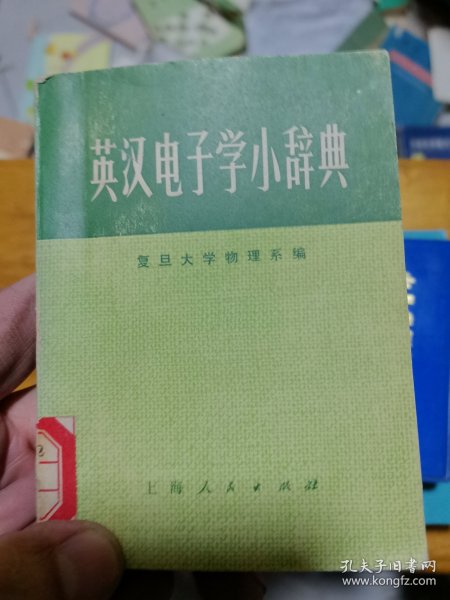 英汉电子学小辞典
复旦大学物理系编
2
上海人民出版社
孔夫子旧书网
www.kongfz.com